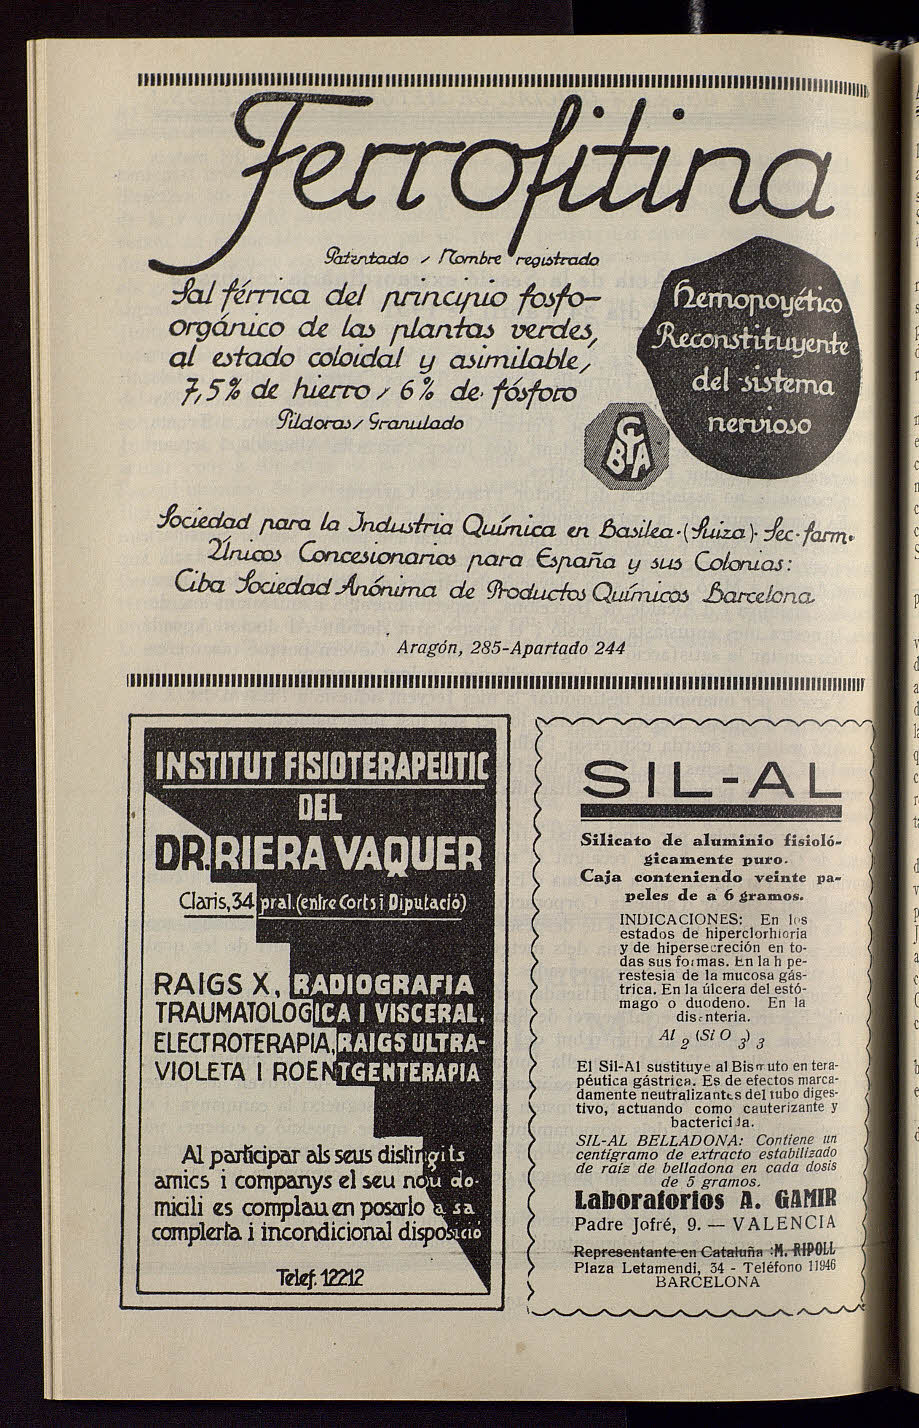 Ferrofitina
Patentado / Nombre registrado
Sal férrica del principio fosfo-
orgánico de las plantas verdes,
al estado coloidal y asimilable,
7,5% de hierro / 6% de fósforo
Píldoras / Granulado
Hemopoyético
Reconstituyente
del sistema
nervioso
CIBA
Sociedad para la Industria Química en Basilea·(Suiza)·Sec·farm·
Únicos Concesionarios para España y sus Colonias:
Ciba Sociedad Anónima de Productos Químicos Barcelona
Aragón, 285-Apartado 244
INSTITUT FISIOTERAPEUTIC
DEL
DR. RIERA VAQUER
Claris, 34 pral. (entre Corts i Diputació)
RAIGS X, RADIOGRAFIA
TRAUMATOLOGICA I VISCERAL,
ELECTROTERAPIA, RAIGS ULTRA-
VIOLETA I ROENTGENTERAPIA
Al participar als seus distingits
amics i companys el seu nou do-
micili es complau en posarlo a sa
complerta i incondicional disposició
Telef. 12212
SIL-AL
Silicato de aluminio fisioló-
gicamente puro.
Caja conteniendo veinte pa-
peles de a 6 gramos.
INDICACIONES: En los
estados de hiperclorhidria
y de hipersecreción en to-
das sus formas. En la h pe-
restesia de la mucosa gás-
trica. En la úlcera del estó-
mago o duodeno. En la
disenteria.
Al 2 (Si O 3) 3
El Sil-Al sustituye al Bismuto en tera-
péutica gástrica. Es de efectos marca-
damente neutralizantes del tubo diges-
tivo, actuando como cauterizante y
bactericida.
SIL-AL BELLADONA: Contiene un
centigramo de extracto estabilizado
de raíz de belladona en cada dosis
de 5 gramos.
Laboratorios A. GAMIR
Padre Jofré, 9. — VALENCIA
Representante en Cataluña: M. RIPOLL
Plaza Letamendi, 34 - Teléfono 11946
BARCELONA